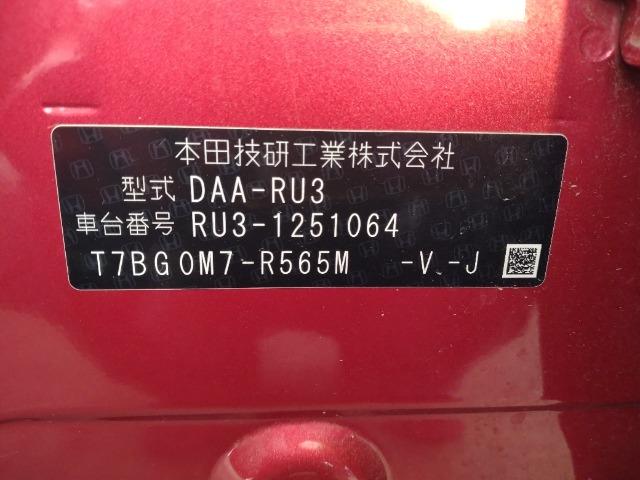 本田技研工業株式会社
型式 DAA-RU3
車台番号 RU3-1251064
T7BG0M7-R565M -V -J